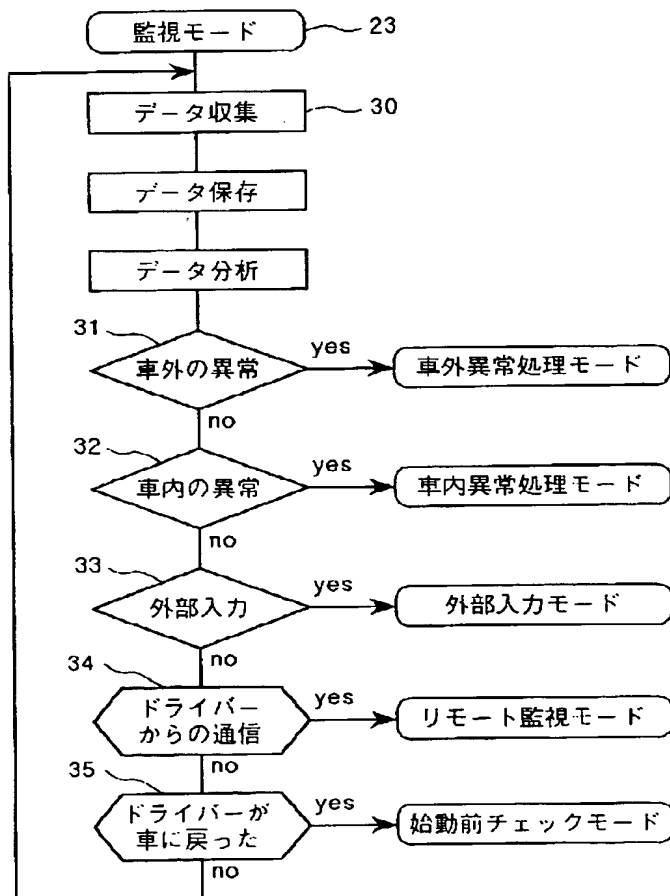 監視モード
23
データ収集
30
データ保存
データ分析
31
車外の異常
yes
車外異常処理モード
no
32
車内の異常
yes
車内異常処理モード
no
33
外部入力
yes
外部入力モード
no
34
ドライバー
からの通信
yes
リモート監視モード
no
35
ドライバーが
車に戻った
yes
始動前チェックモード
no